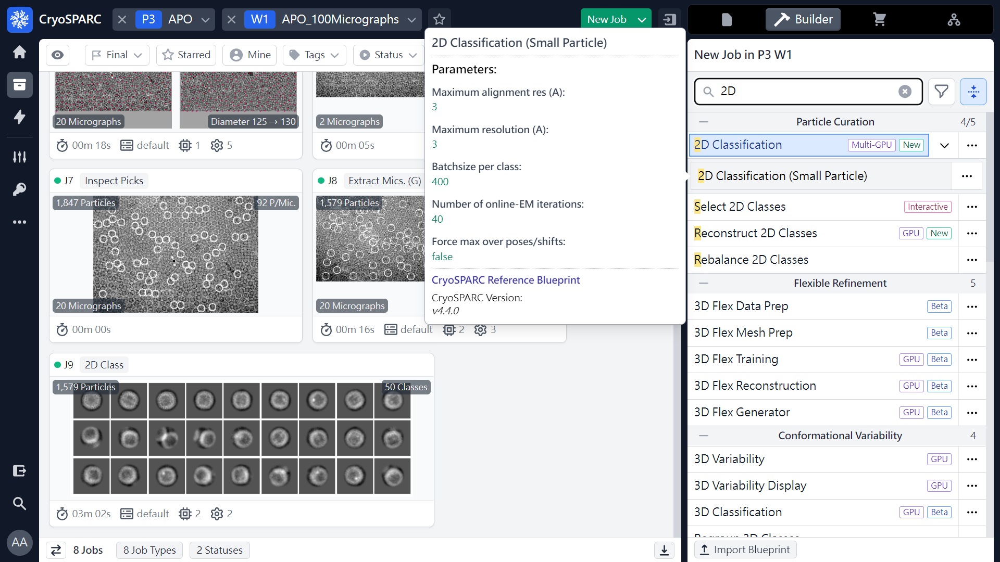 CryoSPARC
P3 APO
W1 APO_100Micrographs
New Job
Builder
Final
Starred
Mine
Tags
Status
20 Micrographs
Diameter 125 → 130
00m 18s default 1 5
2 Micrographs
00m 05s
J7 Inspect Picks
1,847 Particles
92 P/Mic.
20 Micrographs
00m 00s
J8 Extract Mics. (G)
1,579 Particles
20 Micrographs
00m 16s default 2 3
J9 2D Class
1,579 Particles
50 Classes
03m 02s default 2 2
AA
8 Jobs
8 Job Types
2 Statuses
2D Classification (Small Particle)
Parameters:
Maximum alignment res (A):
3
Maximum resolution (A):
3
Batchsize per class:
400
Number of online-EM iterations:
40
Force max over poses/shifts:
false
CryoSPARC Reference Blueprint
CryoSPARC Version:
v4.4.0
New Job in P3 W1
2D
Particle Curation 4/5
2D Classification Multi-GPU New
2D Classification (Small Particle)
Select 2D Classes Interactive
Reconstruct 2D Classes GPU New
Rebalance 2D Classes
Flexible Refinement 5
3D Flex Data Prep Beta
3D Flex Mesh Prep Beta
3D Flex Training GPU Beta
3D Flex Reconstruction GPU Beta
3D Flex Generator GPU Beta
Conformational Variability 4
3D Variability GPU
3D Variability Display GPU
3D Classification GPU Beta
Regroup 3D Classes
Import Blueprint